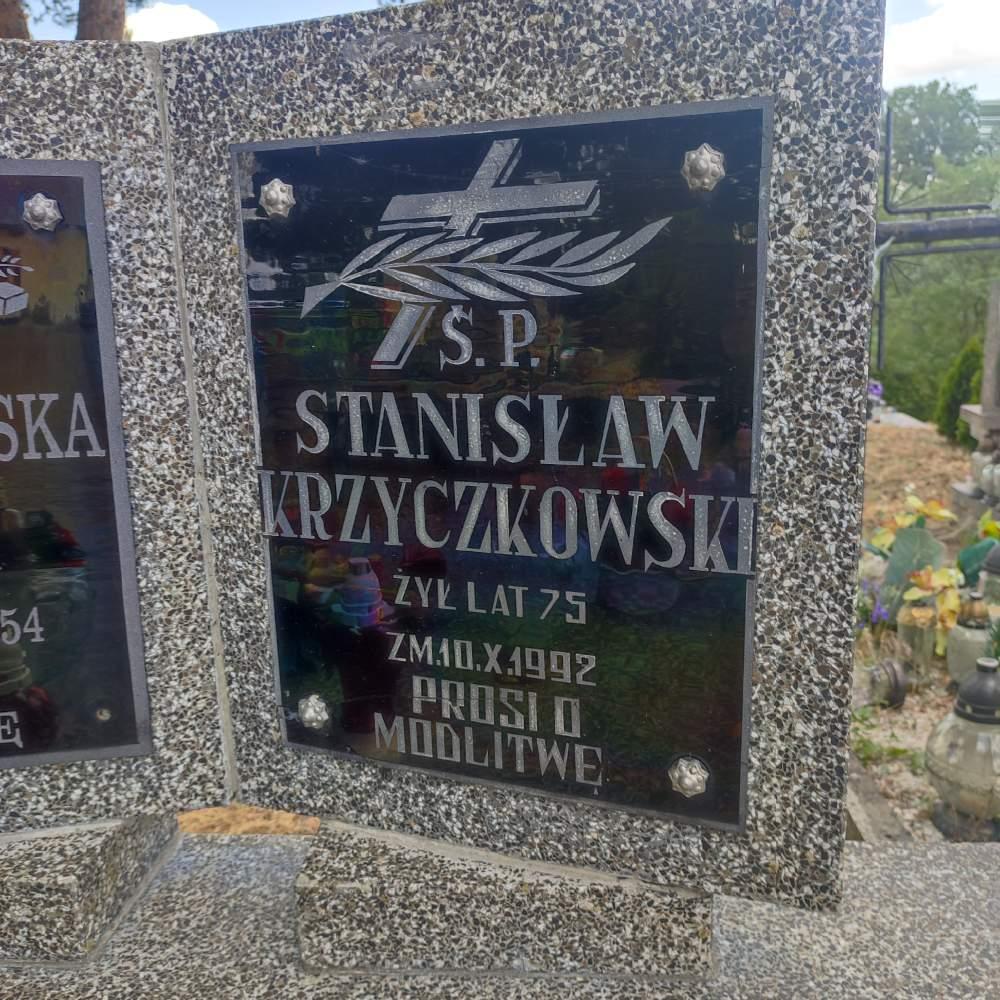 SKA
54
Ę
Ś. P.
STANISŁAW
KRZYCZKOWSKI
ŻYŁ LAT 75
ZM.10.X.1992
PROSI O
MODLITWĘ